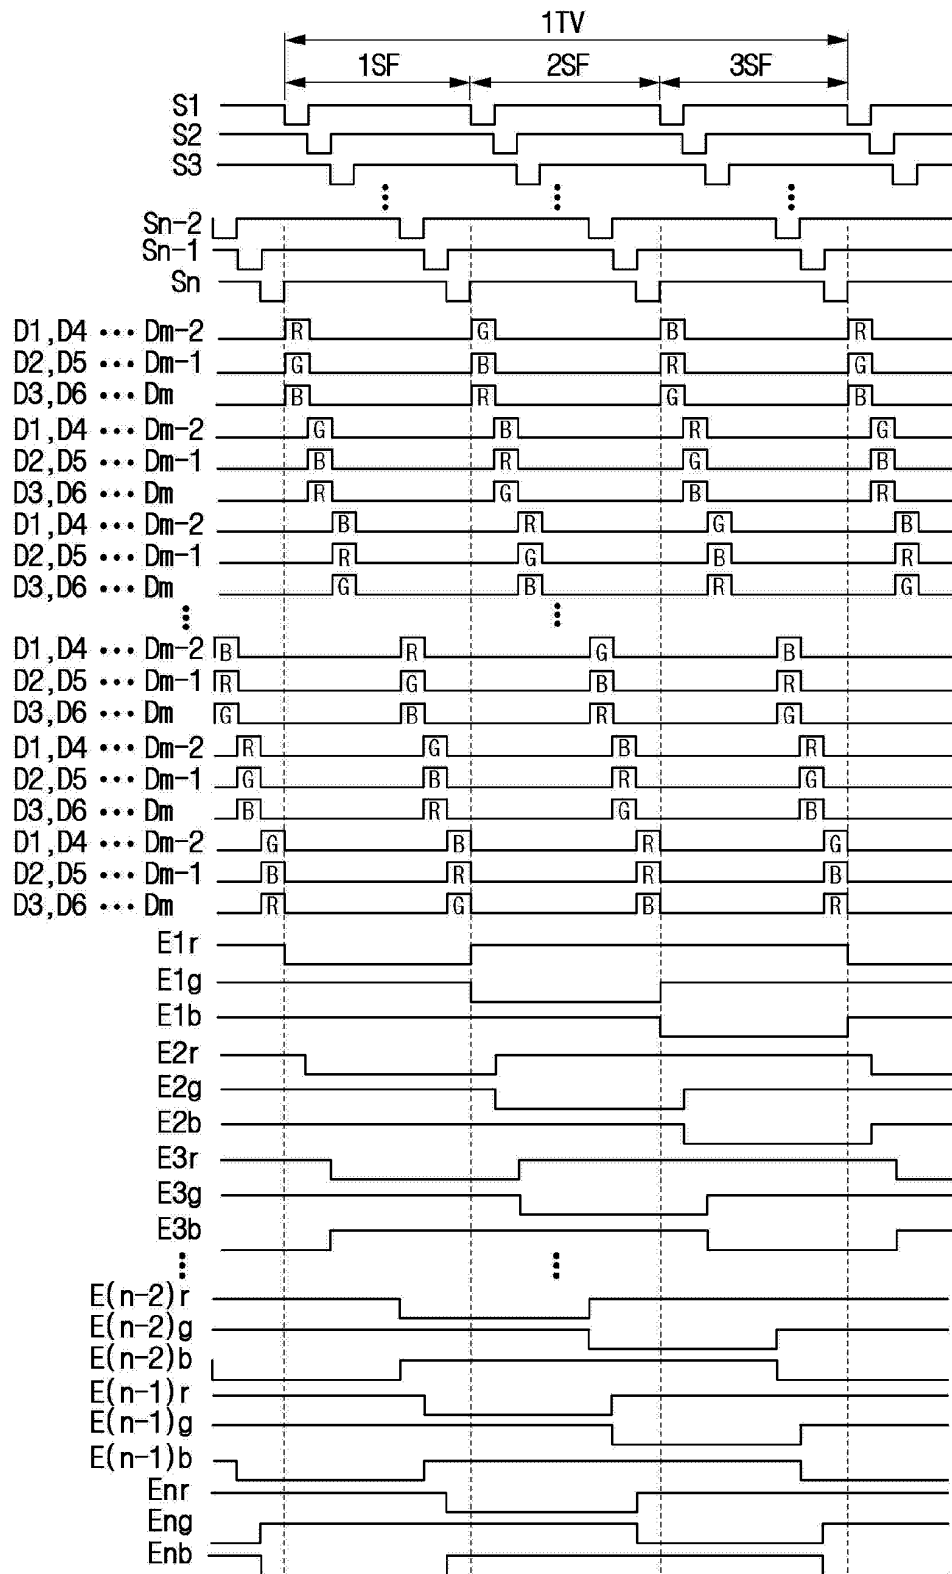 1TV
1SF 2SF 3SF
S1
S2
S3
Sn-2
Sn-1
Sn
D1,D4 ··· Dm-2 R G B R
D2,D5 ··· Dm-1 G B R G
D3,D6 ··· Dm B R G B
D1,D4 ··· Dm-2 G B R G
D2,D5 ··· Dm-1 B R G B
D3,D6 ··· Dm R G B R
D1,D4 ··· Dm-2 B R G B
D2,D5 ··· Dm-1 R G B R
D3,D6 ··· Dm G B R G
D1,D4 ··· Dm-2 B R G B
D2,D5 ··· Dm-1 R G B R
D3,D6 ··· Dm G B R G
D1,D4 ··· Dm-2 R G B R
D2,D5 ··· Dm-1 G B R G
D3,D6 ··· Dm B R G B
D1,D4 ··· Dm-2 G B R G
D2,D5 ··· Dm-1 B R R B
D3,D6 ··· Dm R G B R
E1r
E1g
E1b
E2r
E2g
E2b
E3r
E3g
E3b
E(n-2)r
E(n-2)g
E(n-2)b
E(n-1)r
E(n-1)g
E(n-1)b
Enr
Eng
Enb